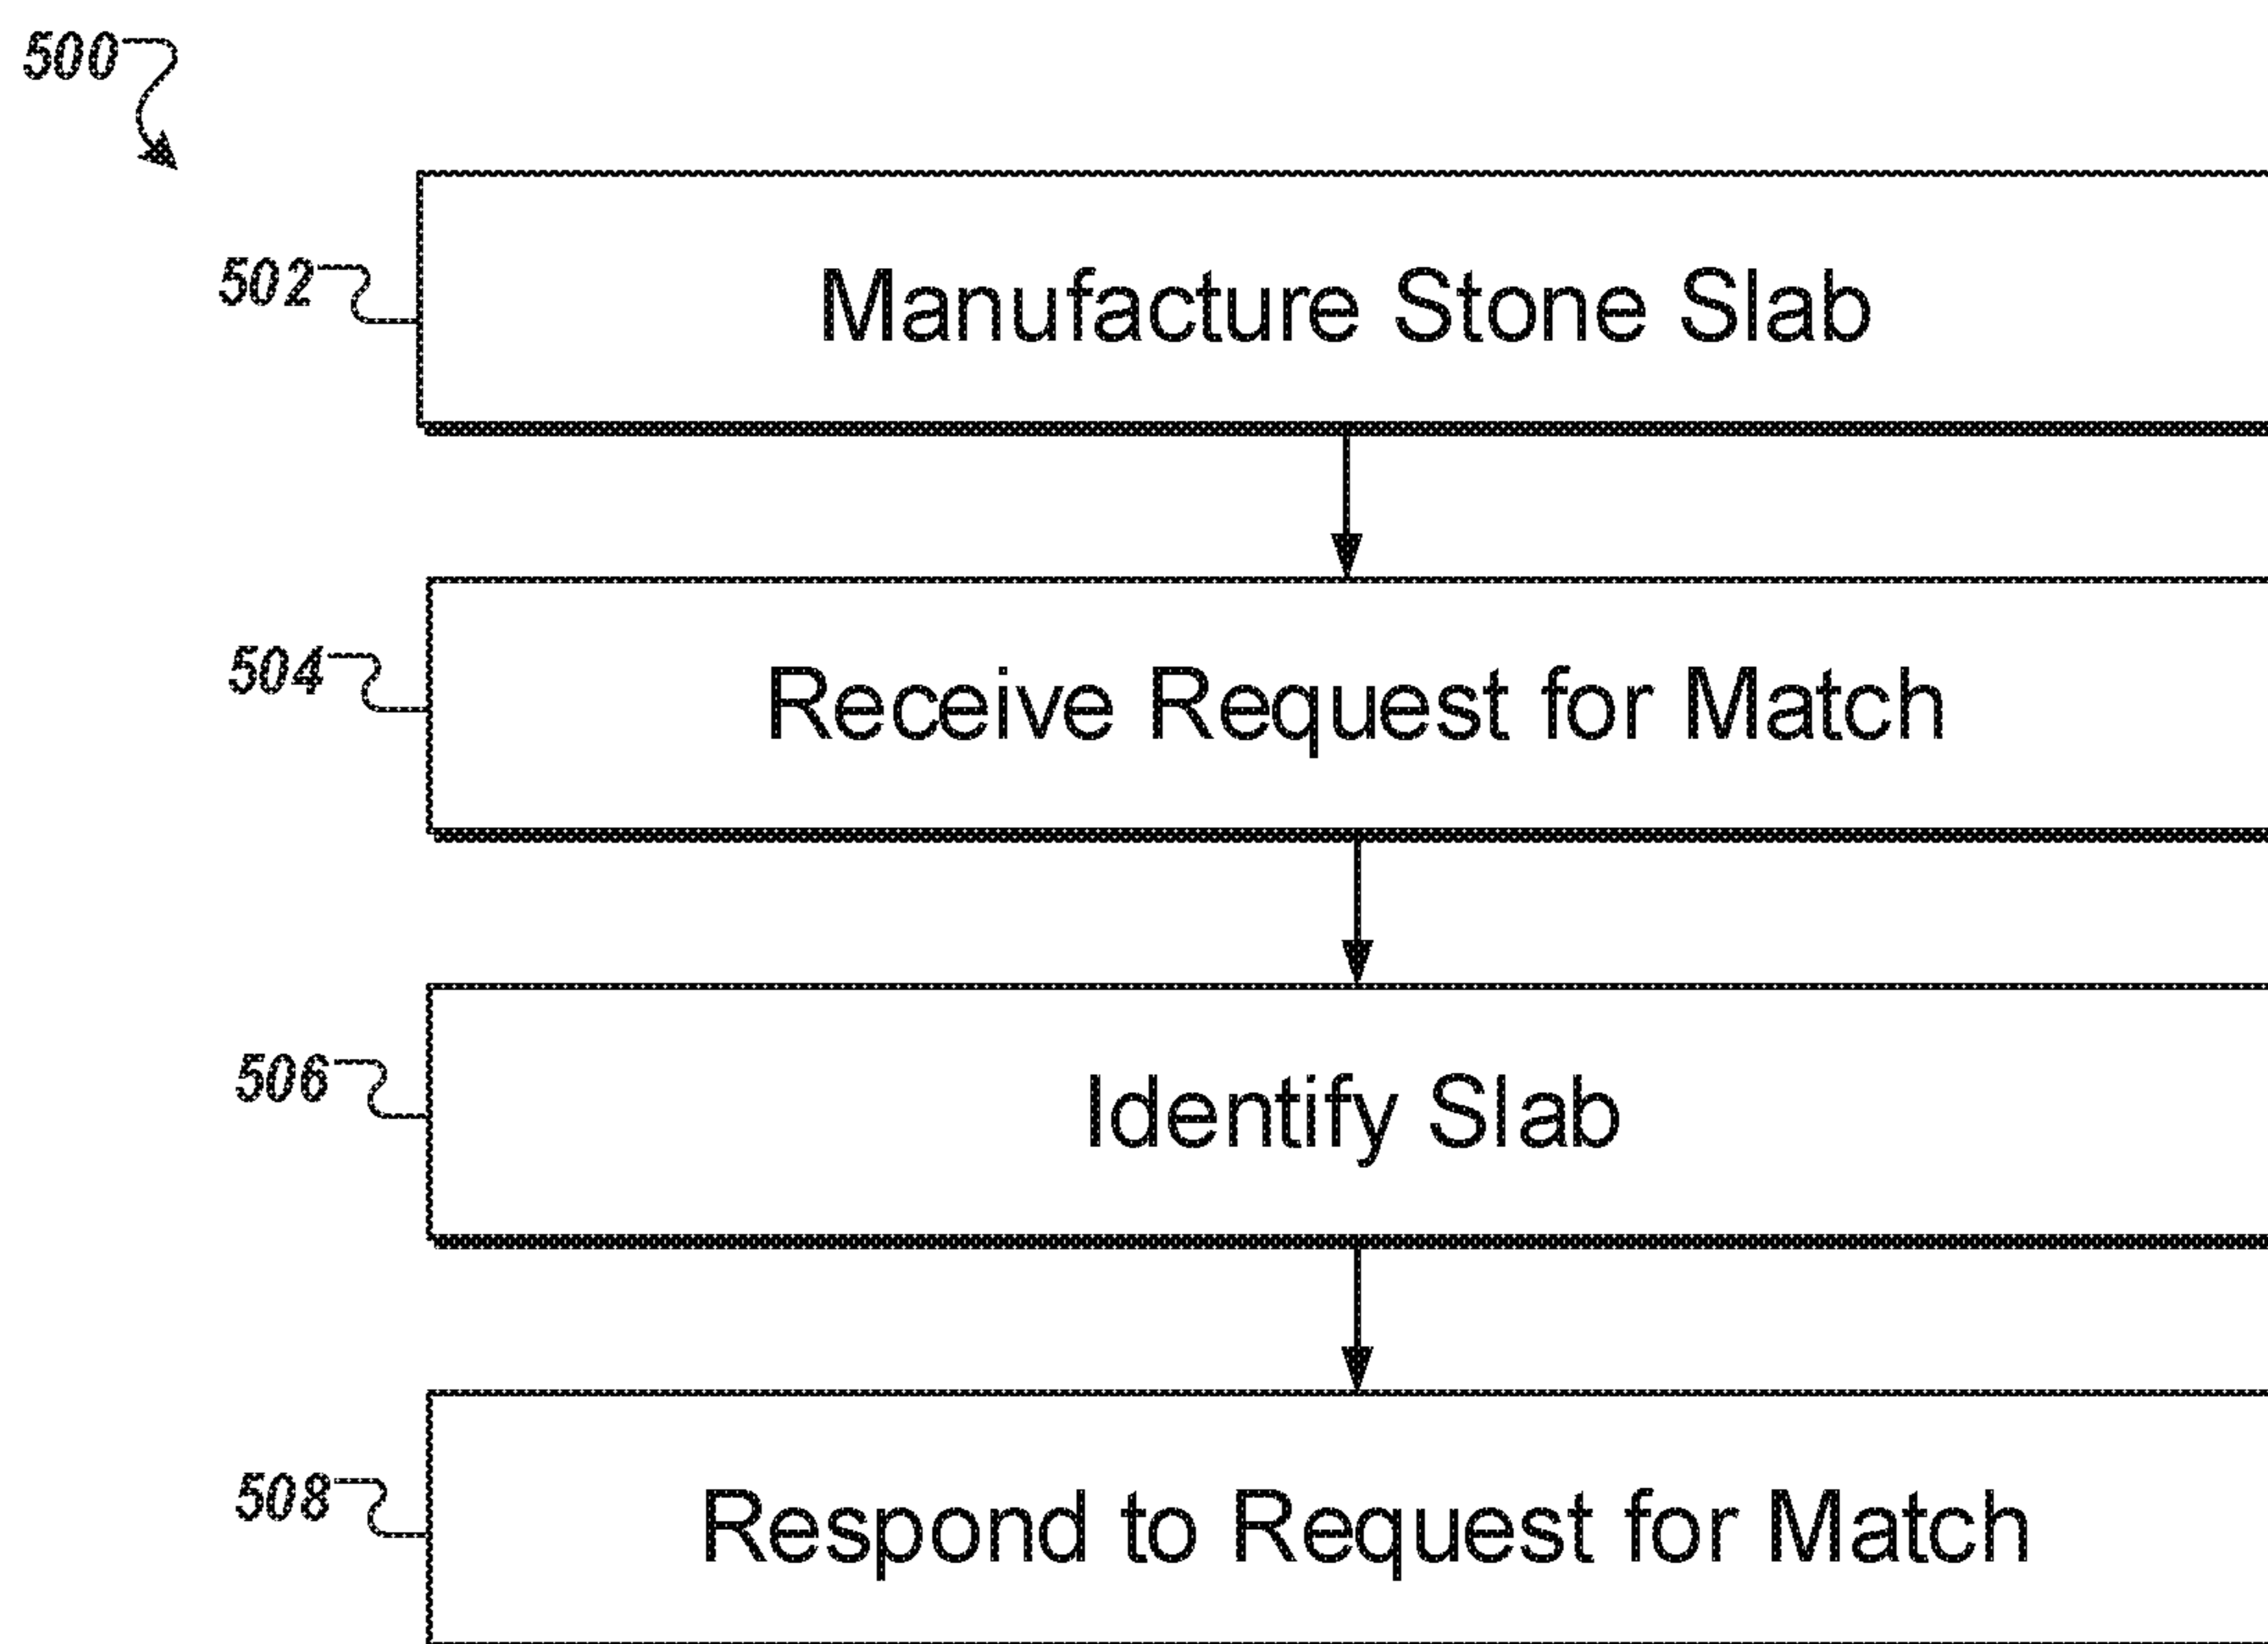 500
502
Manufacture Stone Slab
504
Receive Request for Match
506
Identify Slab
508
Respond to Request for Match